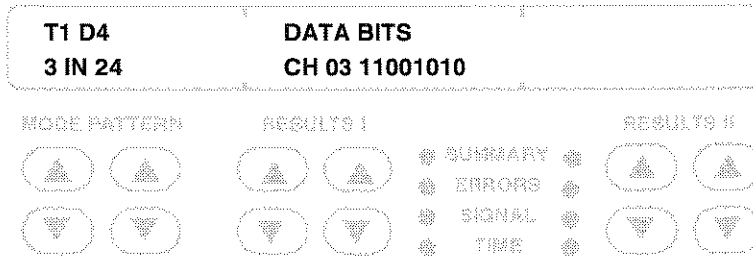 T1 D4 DATA BITS
3 IN 24 CH 03 11001010
MODE PATTERN RESULTS I RESULTS II
SUMMARY
ERRORS
SIGNAL
TIME